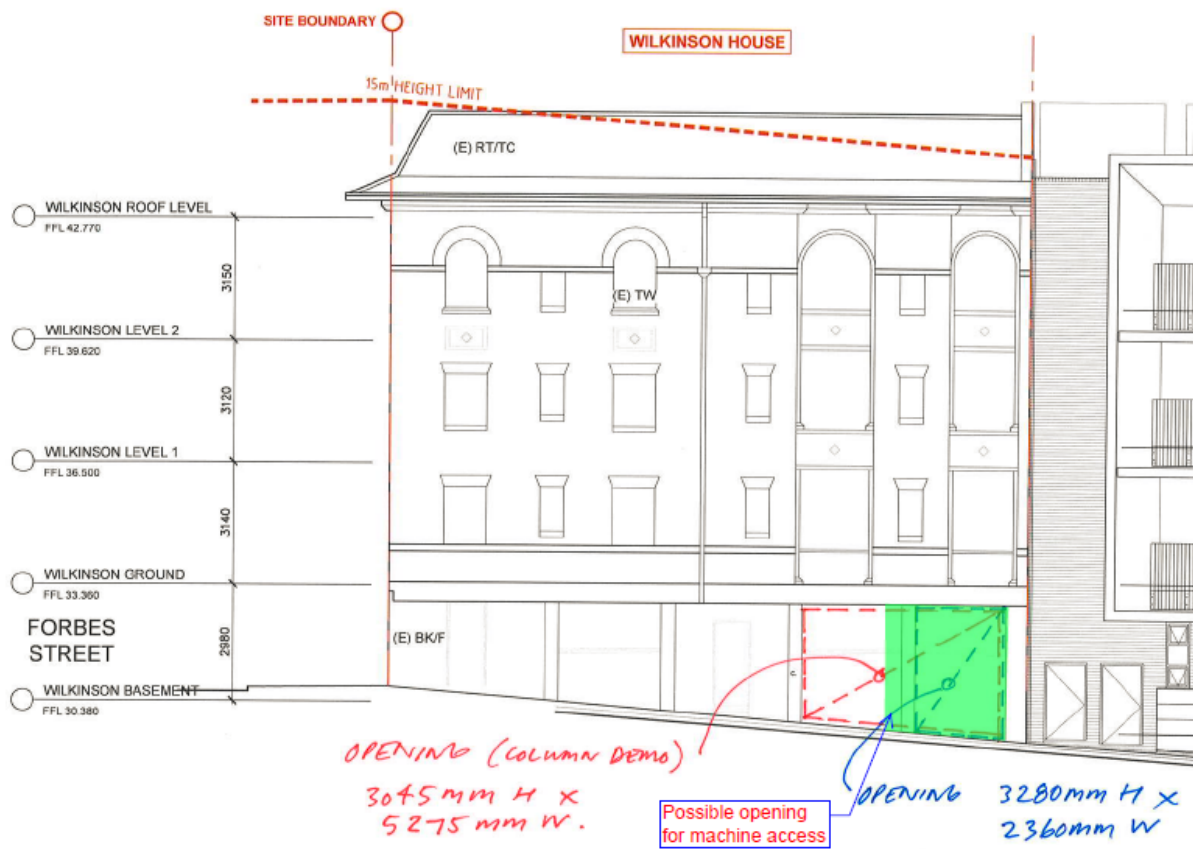 SITE BOUNDARY
WILKINSON HOUSE
15m HEIGHT LIMIT
(E) RT/TC
WILKINSON ROOF LEVEL
FFL 42.770
3150
(E) TW
WILKINSON LEVEL 2
FFL 39.620
3120
WILKINSON LEVEL 1
FFL 36.500
3140
WILKINSON GROUND
FFL 33.360
FORBES
STREET
2980
(E) BK/F
WILKINSON BASEMENT
FFL 30.380
OPENING (COLUMN DEMO)
3045mm H X
5275mm W.
Possible opening
for machine access
OPENING 3280mm H X
2360mm W